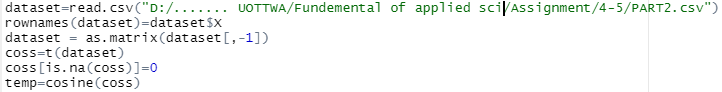 dataset=read.csv("D:/....... UOTTWA/Fundemental of applied sci/Assignment/4-5/PART2.csv")
rownames(dataset)=dataset$X
dataset = as.matrix(dataset[,-1])
coss=t(dataset)
coss[is.na(coss)]=0
temp=cosine(coss)